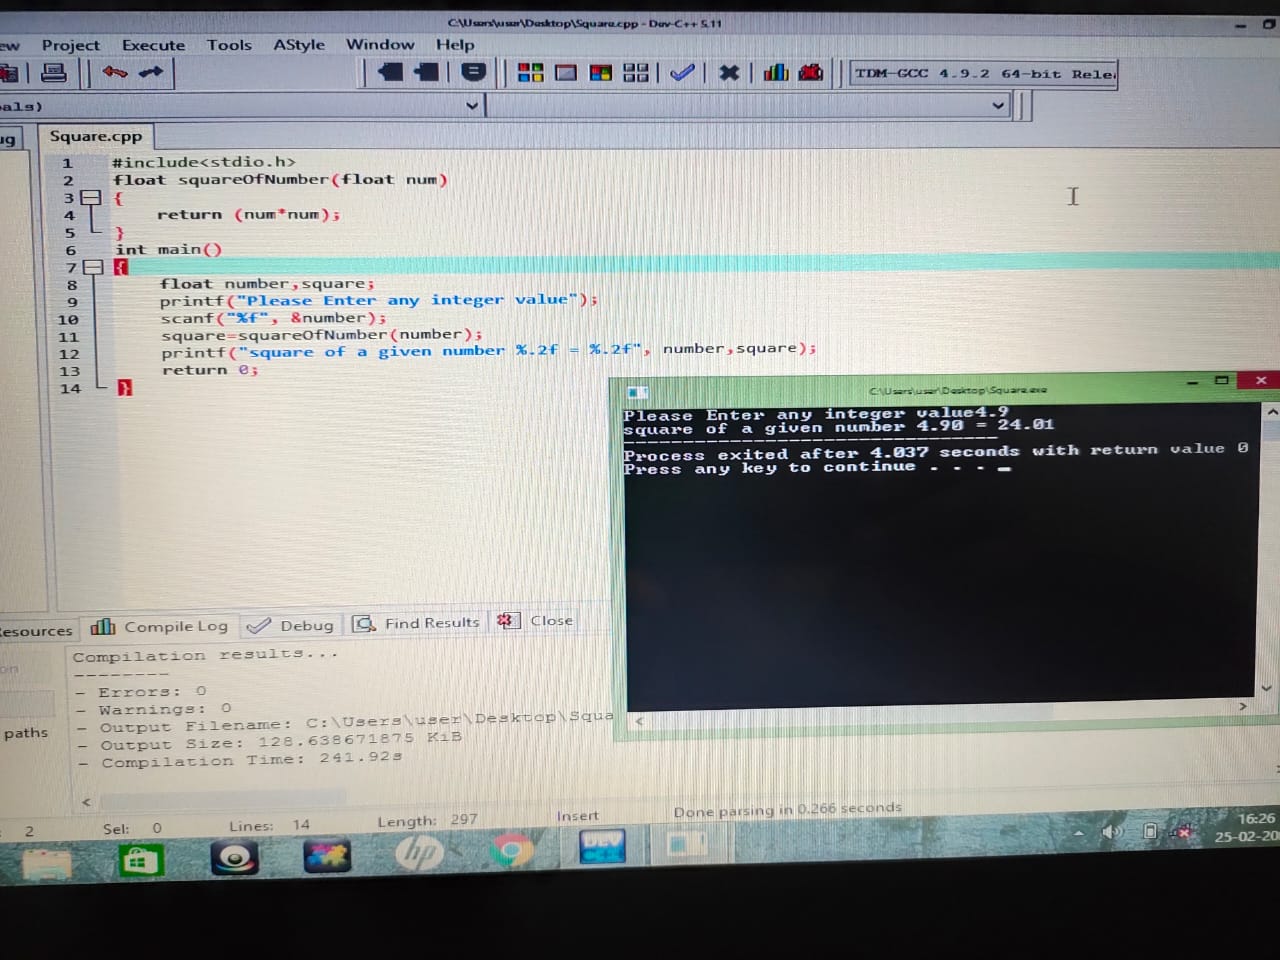 C:\Users\user\Desktop\Square.cpp - Dev-C++ 5.11
ew Project Execute Tools AStyle Window Help
TDM-GCC 4.9.2 64-bit Rele
als)
ug Square.cpp
1 #include<stdio.h>
2 float squareOfNumber(float num)
3 {
4 return (num*num);
5 }
6 int main()
7 {
8 float number,square;
9 printf("Please Enter any integer value");
10 scanf("%f", &number);
11 square=squareOfNumber(number);
12 printf("square of a given number %.2f = %.2f", number,square);
13 return 0;
14 }
C:\Users\user\Desktop\Square.exe
Please Enter any integer value4.9
square of a given number 4.90 = 24.01
--------------------------------
Process exited after 4.037 seconds with return value 0
Press any key to continue . . . _
esources Compile Log Debug Find Results Close
Compilation results...
--------
- Errors: 0
- Warnings: 0
- Output Filename: C:\Users\user\Desktop\Squa
- Output Size: 128.638671875 KiB
- Compilation Time: 241.92s
paths
2 Sel: 0 Lines: 14 Length: 297 Insert Done parsing in 0.266 seconds
hp
DEV
C++
16:26
25-02-20